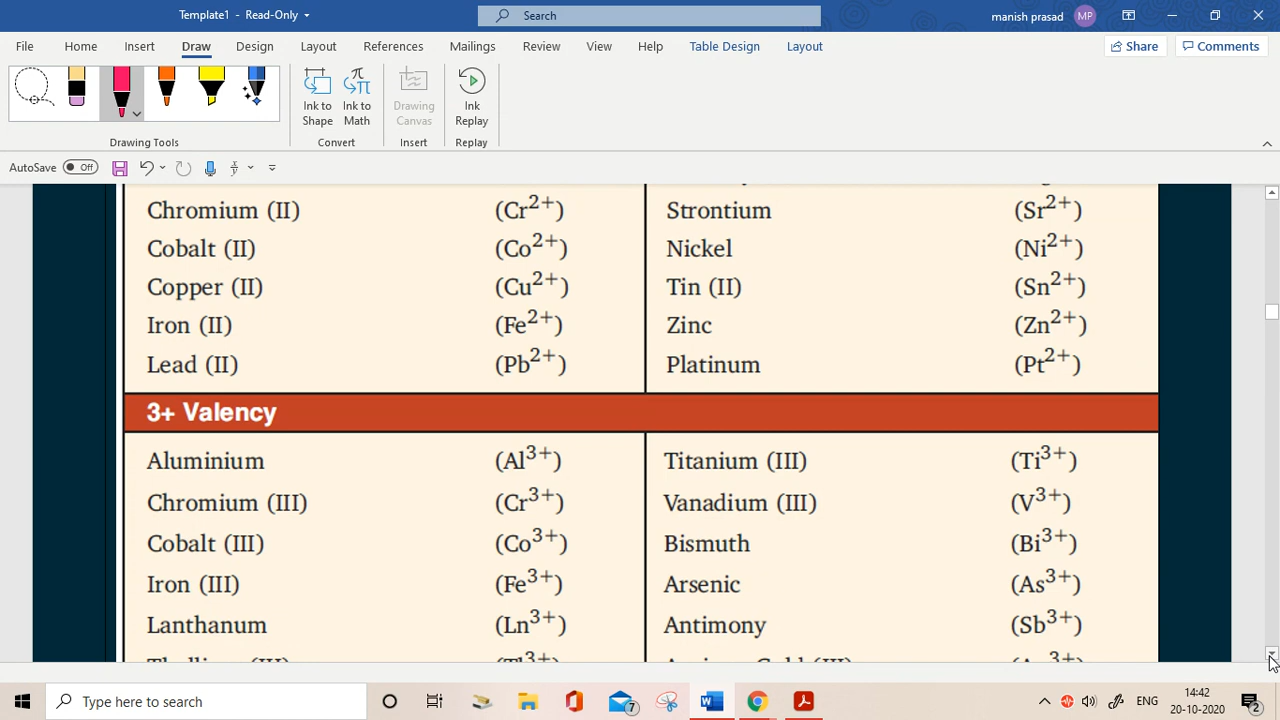 Template1 - Read-Only
Search
manish prasad MP
File Home Insert Draw Design Layout References Mailings Review View Help Table Design Layout Share Comments
Ink to Shape
Ink to Math
Drawing Canvas
Ink Replay
Drawing Tools Convert Insert Replay
AutoSave Off
Chromium (II) (Cr2+) Strontium (Sr2+)
Cobalt (II) (Co2+) Nickel (Ni2+)
Copper (II) (Cu2+) Tin (II) (Sn2+)
Iron (II) (Fe2+) Zinc (Zn2+)
Lead (II) (Pb2+) Platinum (Pt2+)
3+ Valency
Aluminium (Al3+) Titanium (III) (Ti3+)
Chromium (III) (Cr3+) Vanadium (III) (V3+)
Cobalt (III) (Co3+) Bismuth (Bi3+)
Iron (III) (Fe3+) Arsenic (As3+)
Lanthanum (Ln3+) Antimony (Sb3+)
Type here to search
7
ENG
14:42
20-10-2020
2